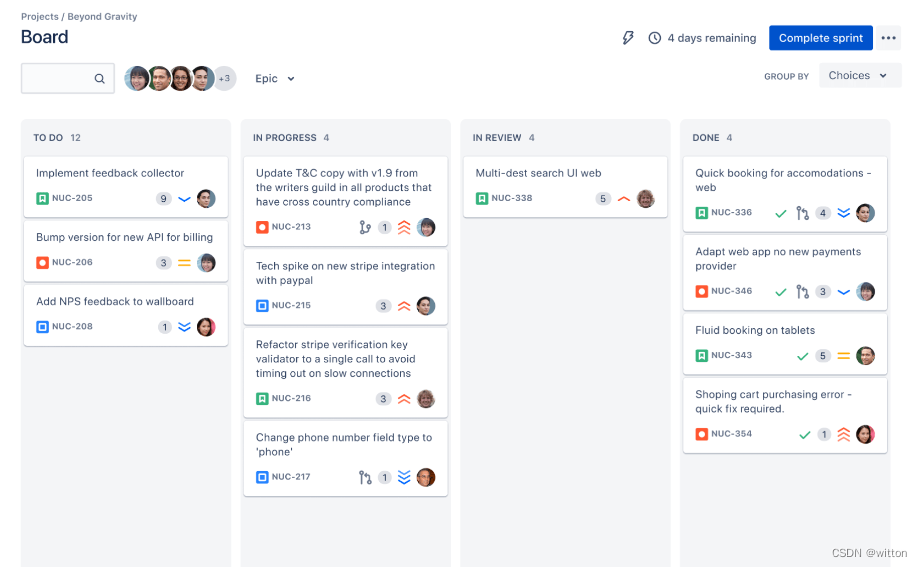 Projects / Beyond Gravity
Board
4 days remaining
Complete sprint
+3
Epic
GROUP BY
Choices
TO DO 12
Implement feedback collector
NUC-205
9
Bump version for new API for billing
NUC-206
3
Add NPS feedback to wallboard
NUC-208
1
IN PROGRESS 4
Update T&C copy with v1.9 from
the writers guild in all products that
have cross country compliance
NUC-213
1
Tech spike on new stripe integration
with paypal
NUC-215
3
Refactor stripe verification key
validator to a single call to avoid
timing out on slow connections
NUC-216
3
Change phone number field type to
'phone'
NUC-217
1
IN REVIEW 4
Multi-dest search UI web
NUC-338
5
DONE 4
Quick booking for accomodations -
web
NUC-336
4
Adapt web app no new payments
provider
NUC-346
3
Fluid booking on tablets
NUC-343
5
Shoping cart purchasing error -
quick fix required.
NUC-354
1
CSDN @witton